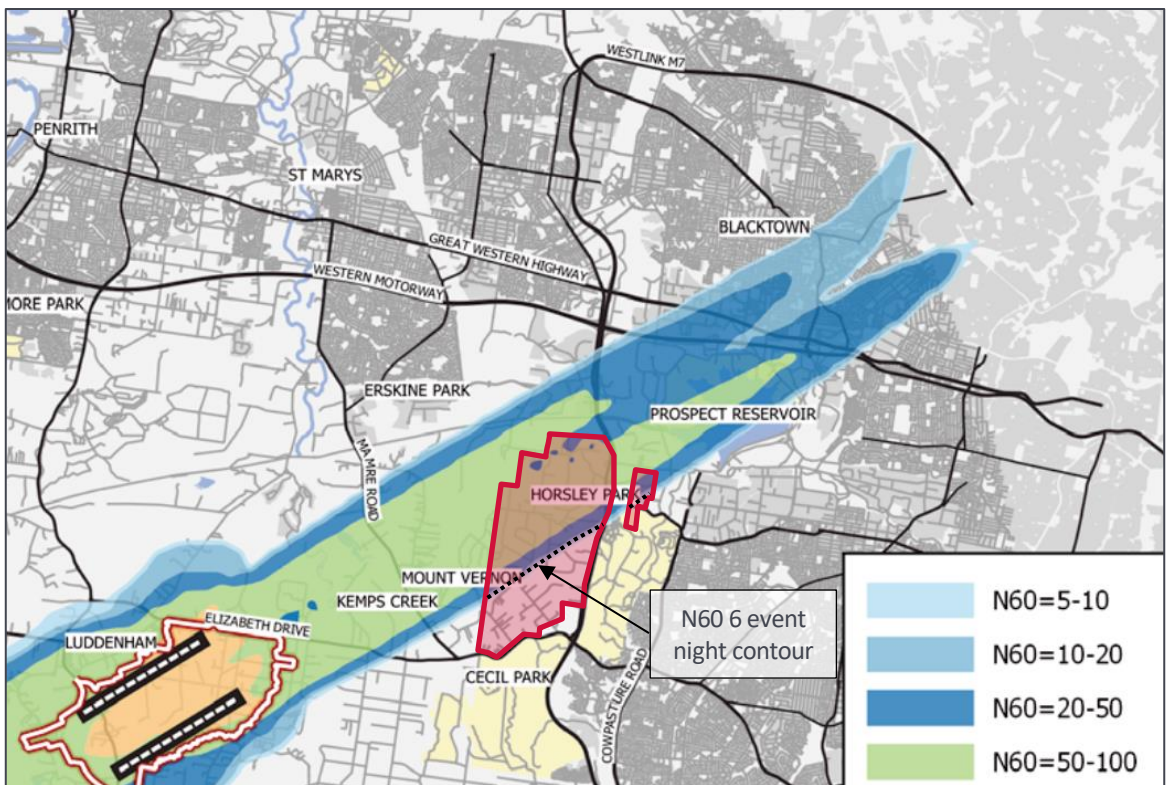 WESTLINK M7
PENRITH
ST MARYS
BLACKTOWN
GREAT WESTERN HIGHWAY
WESTERN MOTORWAY
MORE PARK
ERSKINE PARK
PROSPECT RESERVOIR
MAMRE ROAD
HORSLEY PARK
MOUNT VERNON
KEMPS CREEK
ELIZABETH DRIVE
LUDDENHAM
CECIL PARK
COWPASTURE ROAD
N60 6 event
night contour
N60=5-10
N60=10-20
N60=20-50
N60=50-100